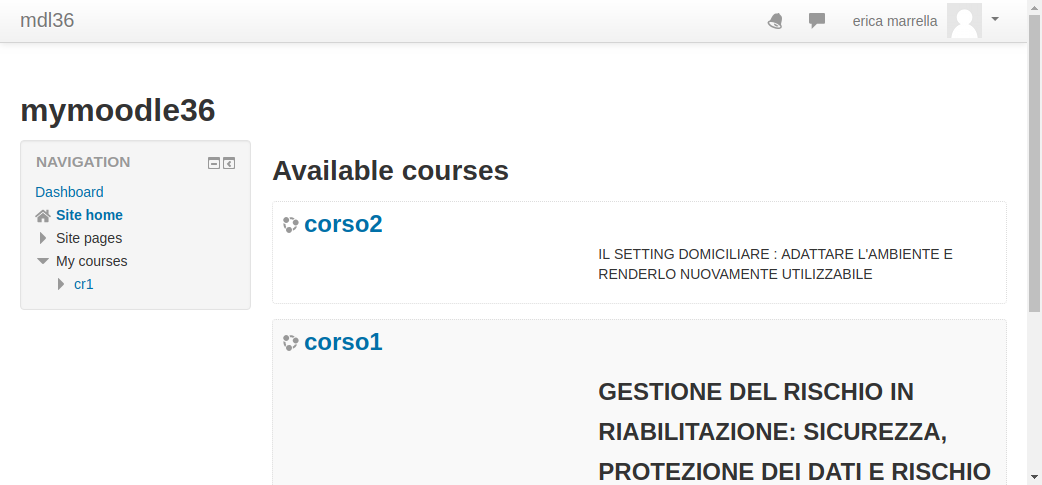 mdl36
erica marrella
mymoodle36
NAVIGATION
Dashboard
Site home
Site pages
My courses
cr1
Available courses
corso2
IL SETTING DOMICILIARE : ADATTARE L'AMBIENTE E
RENDERLO NUOVAMENTE UTILIZZABILE
corso1
GESTIONE DEL RISCHIO IN
RIABILITAZIONE: SICUREZZA,
PROTEZIONE DEI DATI E RISCHIO